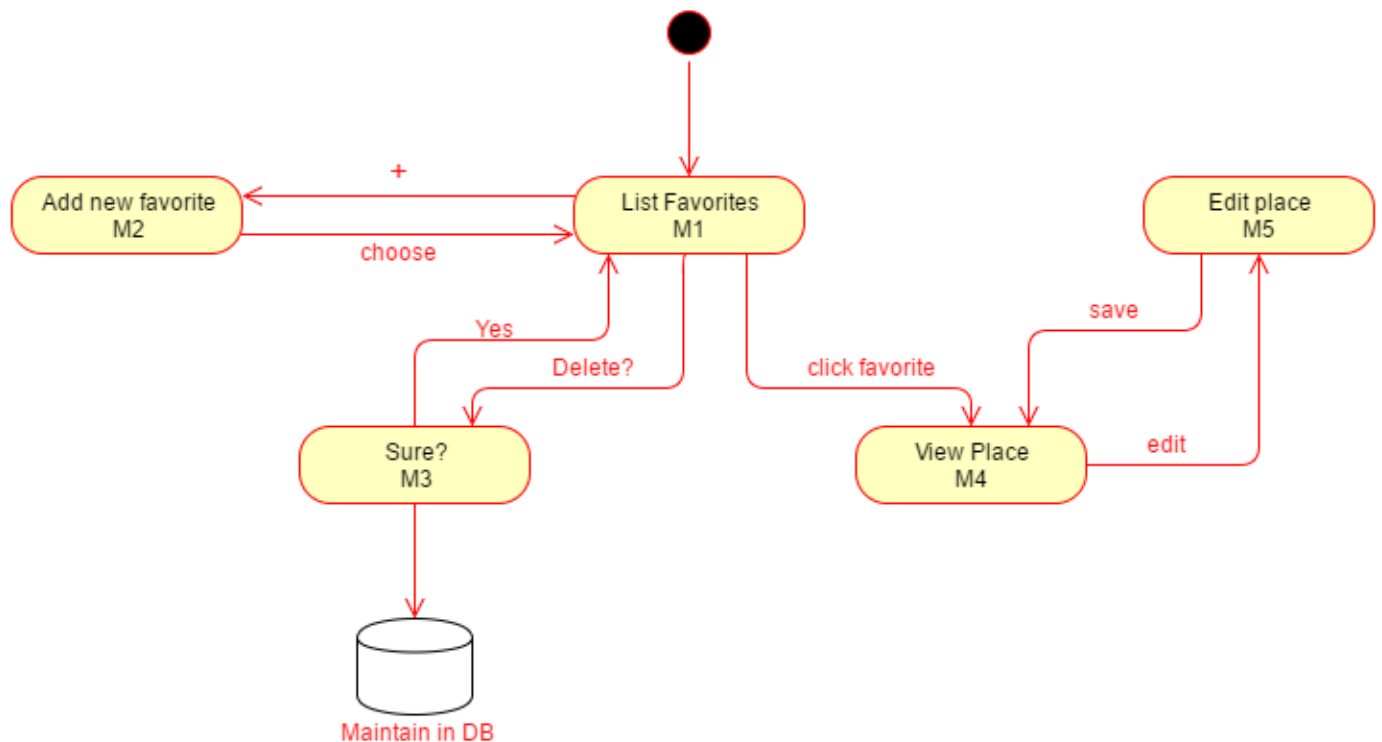 +
Add new favorite
M2
List Favorites
M1
Edit place
M5
choose
Yes
save
Delete?
click favorite
Sure?
M3
View Place
M4
edit
Maintain in DB